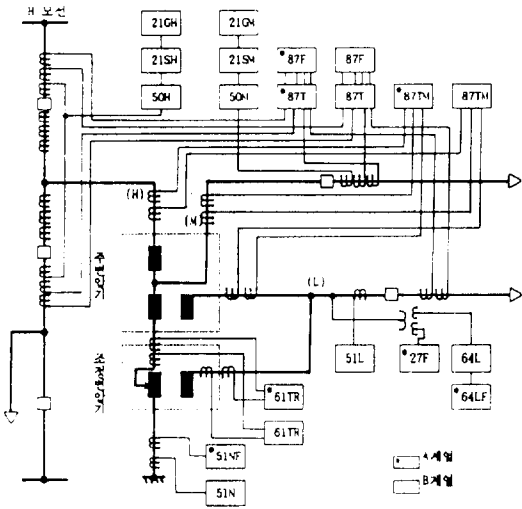 H 모선
21GH
21GM
21SH
21SM
•87F
87F
50H
50M
•87T
87T
•87TM
87TM
(H)
(M)
(L)
51L
•27F
64L
•64LF
•61TR
61TR
•51NF
51N
A계열
B계열